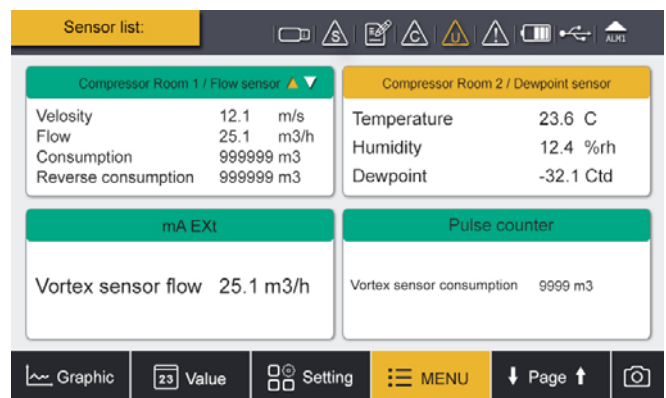 Sensor list:
S C U ! ALM1
Compressor Room 1 / Flow sensor
Velosity 12.1 m/s
Flow 25.1 m3/h
Consumption 999999 m3
Reverse consumption 999999 m3
Compressor Room 2 / Dewpoint sensor
Temperature 23.6 C
Humidity 12.4 %rh
Dewpoint -32.1 Ctd
mA EXt
Vortex sensor flow 25.1 m3/h
Pulse counter
Vortex sensor consumption 9999 m3
Graphic 23 Value Setting MENU Page